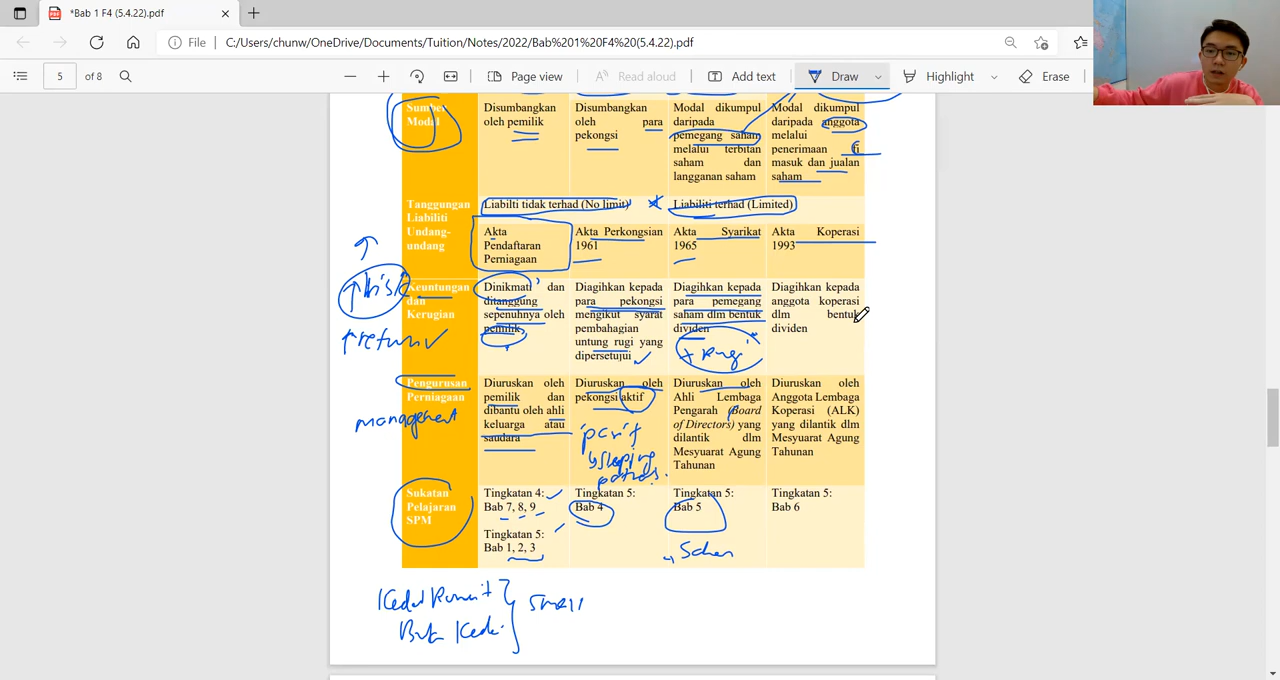 *Bab 1 F4 (5.4.22).pdf
File
C:/Users/chunw/OneDrive/Documents/Tuition/Notes/2022/Bab%201%20F4%20(5.4.22).pdf
5 of 8
Page view
Read aloud
Add text
Draw
Highlight
Erase
Sumber
Modal
Disumbangkan
oleh pemilik
Disumbangkan
oleh para
pekongsi
Modal dikumpul
daripada
pemegang saham
melalui terbitan
saham dan
langganan saham
Modal dikumpul
daripada anggota
melalui
penerimaan fi
masuk dan jualan
saham
Tanggungan
Liabiliti
Liabilti tidak terhad (No limit)
Liabiliti terhad (Limited)
Undang-
undang
Akta
Pendaftaran
Perniagaan
Akta Perkongsian
1961
Akta Syarikat
1965
Akta Koperasi
1993
Keuntungan
dan
Kerugian
Dinikmati dan
ditanggung
sepenuhnya oleh
pemilik
Diagihkan kepada
para pekongsi
mengikut syarat
pembahagian
untung rugi yang
dipersetujui
Diagihkan kepada
para pemegang
saham dlm bentuk
dividen
Diagihkan kepada
anggota koperasi
dlm bentuk
dividen
↑risk
↑return
Pengurusan
Perniagaan
management
Diuruskan oleh
pemilik dan
dibantu oleh ahli
keluarga atau
saudara
Diuruskan oleh
pekongsi aktif
Diuruskan oleh
Ahli Lembaga
Pengarah (Board
of Directors) yang
dilantik dlm
Mesyuarat Agung
Tahunan
Diuruskan oleh
Anggota Lembaga
Koperasi (ALK)
yang dilantik dlm
Mesyuarat Agung
Tahunan
Sukatan
Pelajaran
SPM
Tingkatan 4:
Bab 7, 8, 9
Tingkatan 5:
Bab 1, 2, 3
Tingkatan 5:
Bab 4
Tingkatan 5:
Bab 5
Tingkatan 5:
Bab 6
small